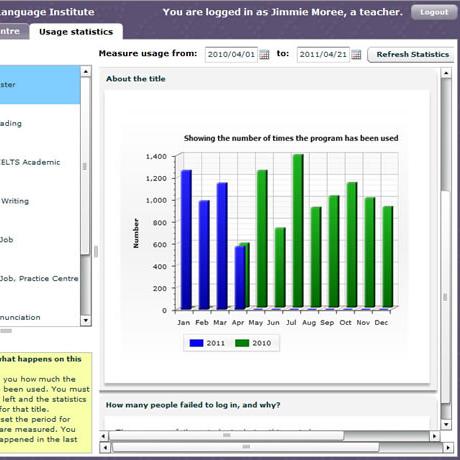 Language Institute
You are logged in as Jimmie Moree, a teacher.
Logout
Usage statistics
Measure usage from: 2010/04/01 to: 2011/04/21
Refresh Statistics
About the title
ading
IELTS Academic
Writing
Job
Job, Practice Centre
nunciation
Showing the number of times the program has been used
Number
1,400
1,200
1,000
800
600
400
200
0
Jan Feb Mar Apr May Jun Jul Aug Sep Oct Nov Dec
2011 2010
what happens on this
you how much the
been used. You must
left and the statistics
for that title.
set the period for
are measured. You
appened in the last
How many people failed to log in, and why?